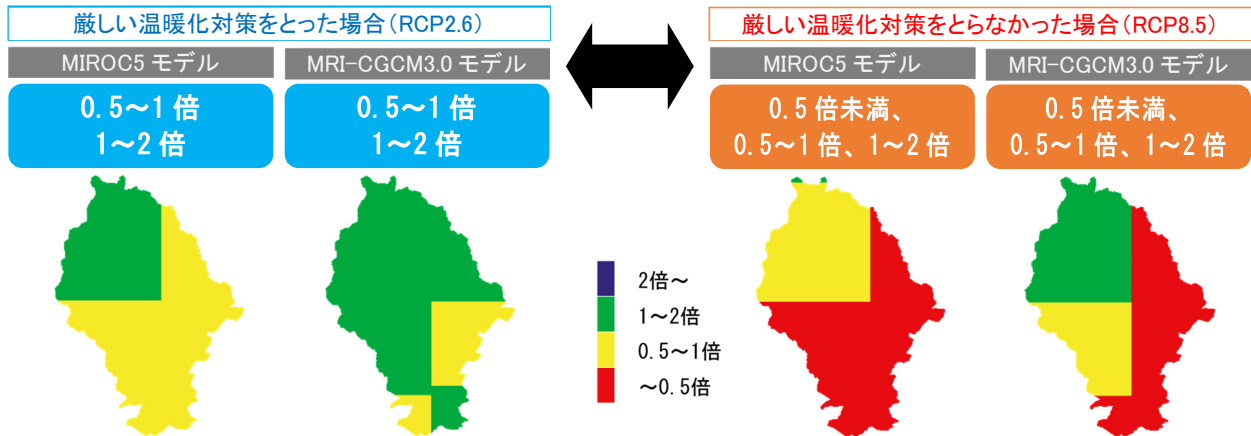 厳しい温暖化対策をとった場合(RCP2.6)
MIROC5 モデル
MRI-CGCM3.0 モデル
0.5～1 倍
1～2 倍
0.5～1 倍
1～2 倍
厳しい温暖化対策をとらなかった場合(RCP8.5)
MIROC5 モデル
MRI-CGCM3.0 モデル
0.5 倍未満、
0.5～1 倍、1～2 倍
0.5 倍未満、
0.5～1 倍、1～2 倍
2倍～
1～2倍
0.5～1倍
～0.5倍